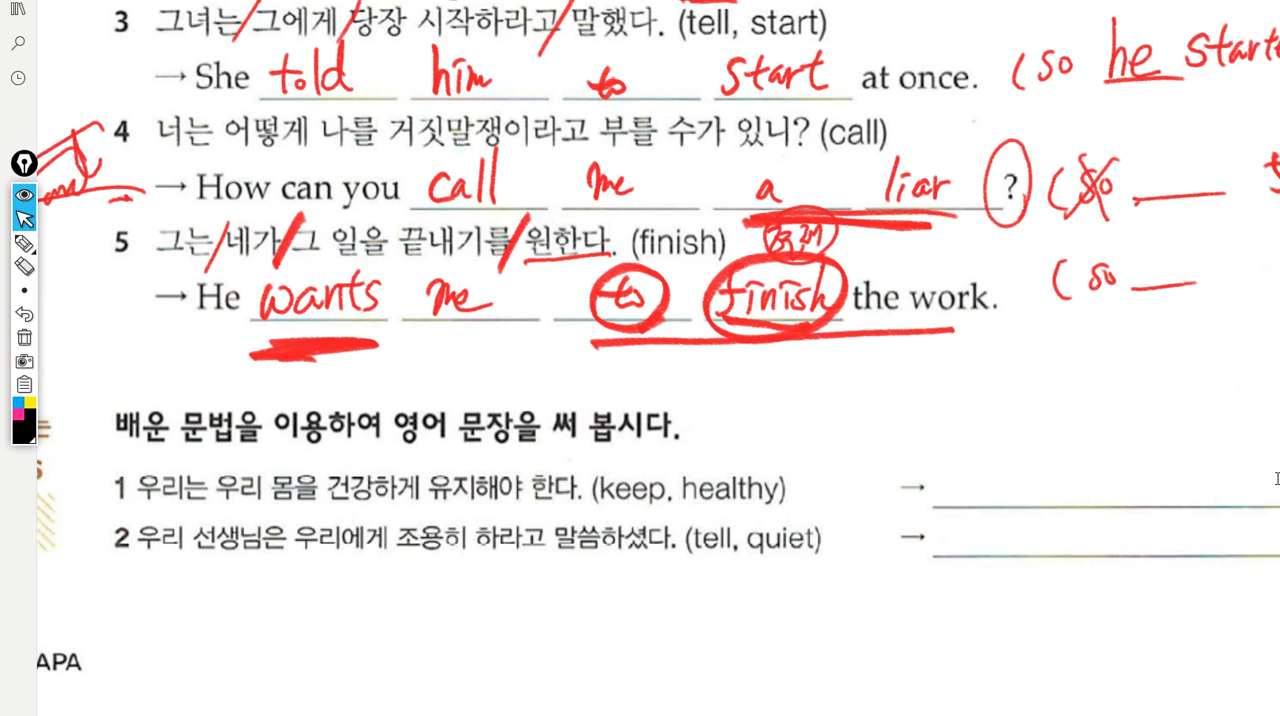 3 그녀는/그에게/당장 시작하라고/말했다. (tell, start)
→ She told him to start at once. (so he start
4 너는 어떻게 나를 거짓말쟁이라고 부를 수가 있니? (call)
→ How can you call me a liar ? (so
5 그는/네가/그 일을 끝내기를/원한다. (finish)
→ He wants me to finish the work. (so
배운 문법을 이용하여 영어 문장을 써 봅시다.
1 우리는 우리 몸을 건강하게 유지해야 한다. (keep, healthy) →
2 우리 선생님은 우리에게 조용히 하라고 말씀하셨다. (tell, quiet) →
APA